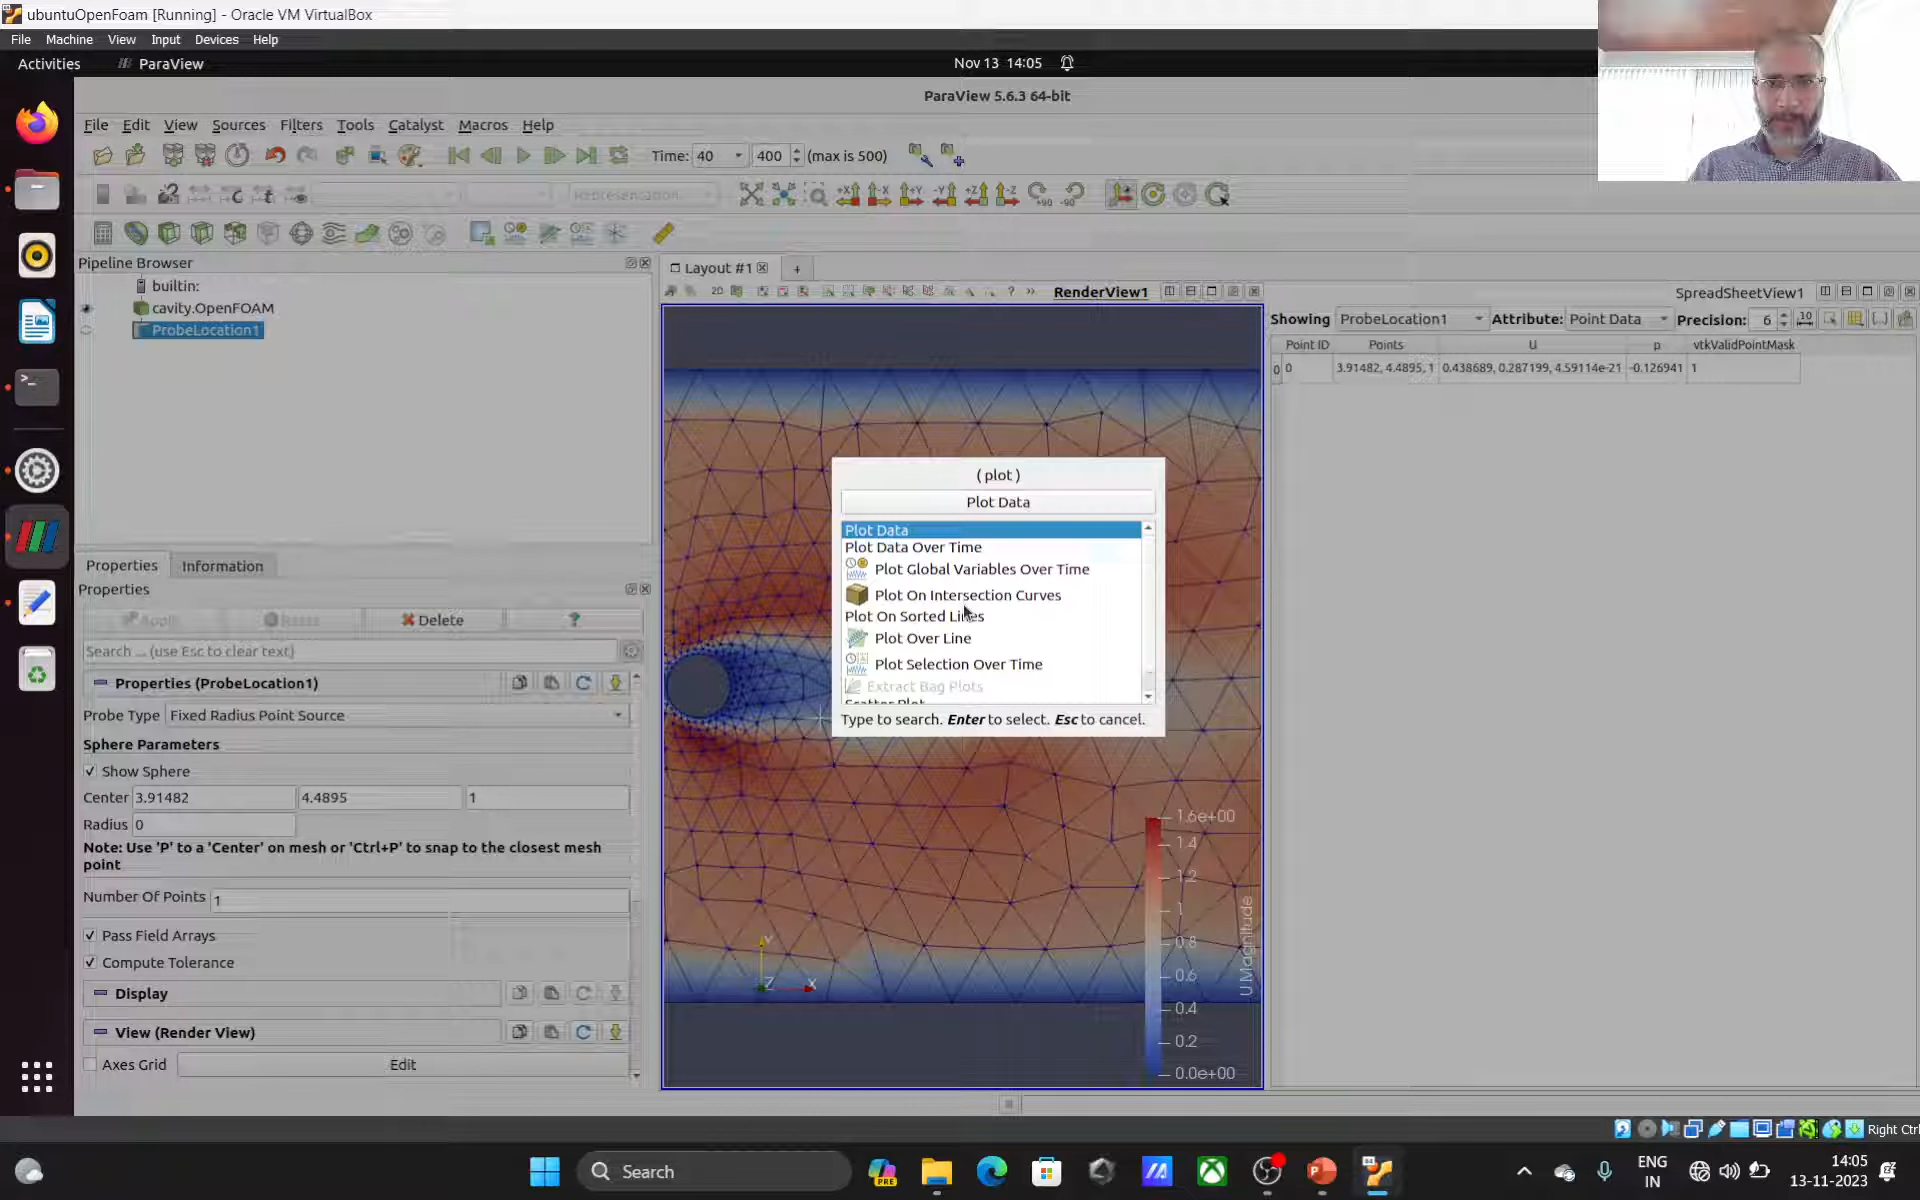 ubuntuOpenFoam [Running] - Oracle VM VirtualBox
File Machine View Input Devices Help
Activities ParaView Nov 13 14:05
ParaView 5.6.3 64-bit
File Edit View Sources Filters Tools Catalyst Macros Help
Time: 40 400 (max is 500)
Representation
+X -X +Y -Y +Z -Z +90 -90
Pipeline Browser
builtin:
cavity.OpenFOAM
ProbeLocation1
Layout #1 +
2D ? » RenderView1
SpreadSheetView1
Showing ProbeLocation1 Attribute: Point Data Precision: 6
Point ID Points U p vtkValidPointMask
0 0 3.91482, 4.4895, 1 0.438689, 0.287199, 4.59114e-21 -0.126941 1
( plot )
Plot Data
Plot Data
Plot Data Over Time
Plot Global Variables Over Time
Plot On Intersection Curves
Plot On Sorted Lines
Plot Over Line
Plot Selection Over Time
Extract Bag Plots
Scatter Plot
Type to search. Enter to select. Esc to cancel.
Properties Information
Properties
Apply Reset Delete ?
Search ... (use Esc to clear text)
Properties (ProbeLocation1)
Probe Type Fixed Radius Point Source
Sphere Parameters
Show Sphere
Center 3.91482 4.4895 1
Radius 0
Note: Use 'P' to a 'Center' on mesh or 'Ctrl+P' to snap to the closest mesh
point
Number Of Points 1
Pass Field Arrays
Compute Tolerance
Display
View (Render View)
Axes Grid Edit
1.6e+00
1.4
1.2
1
0.8
0.6
0.4
0.2
0.0e+00
U Magnitude
Y
Z X
Right Ctrl
Search
PRE
ENG
IN
14:05
13-11-2023